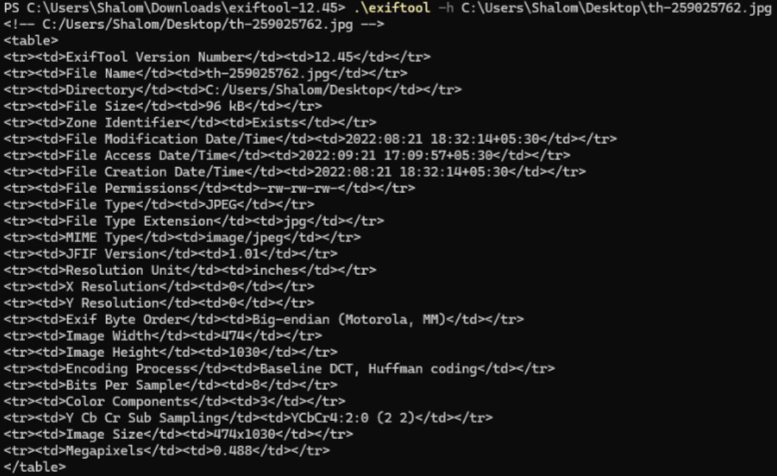 PS C:\Users\Shalom\Downloads\exiftool-12.45> .\exiftool -h C:\Users\Shalom\Desktop\th-259025762.jpg
<!-- C:/Users/Shalom/Desktop/th-259025762.jpg -->
<table>
<tr><td>ExifTool Version Number</td><td>12.45</td></tr>
<tr><td>File Name</td><td>th-259025762.jpg</td></tr>
<tr><td>Directory</td><td>C:/Users/Shalom/Desktop</td></tr>
<tr><td>File Size</td><td>96 kB</td></tr>
<tr><td>Zone Identifier</td><td>Exists</td></tr>
<tr><td>File Modification Date/Time</td><td>2022:08:21 18:32:14+05:30</td></tr>
<tr><td>File Access Date/Time</td><td>2022:09:21 17:09:57+05:30</td></tr>
<tr><td>File Creation Date/Time</td><td>2022:08:21 18:32:14+05:30</td></tr>
<tr><td>File Permissions</td><td>-rw-rw-rw-</td></tr>
<tr><td>File Type</td><td>JPEG</td></tr>
<tr><td>File Type Extension</td><td>jpg</td></tr>
<tr><td>MIME Type</td><td>image/jpeg</td></tr>
<tr><td>JFIF Version</td><td>1.01</td></tr>
<tr><td>Resolution Unit</td><td>inches</td></tr>
<tr><td>X Resolution</td><td>0</td></tr>
<tr><td>Y Resolution</td><td>0</td></tr>
<tr><td>Exif Byte Order</td><td>Big-endian (Motorola, MM)</td></tr>
<tr><td>Image Width</td><td>474</td></tr>
<tr><td>Image Height</td><td>1030</td></tr>
<tr><td>Encoding Process</td><td>Baseline DCT, Huffman coding</td></tr>
<tr><td>Bits Per Sample</td><td>8</td></tr>
<tr><td>Color Components</td><td>3</td></tr>
<tr><td>Y Cb Cr Sub Sampling</td><td>YCbCr4:2:0 (2 2)</td></tr>
<tr><td>Image Size</td><td>474x1030</td></tr>
<tr><td>Megapixels</td><td>0.488</td></tr>
</table>